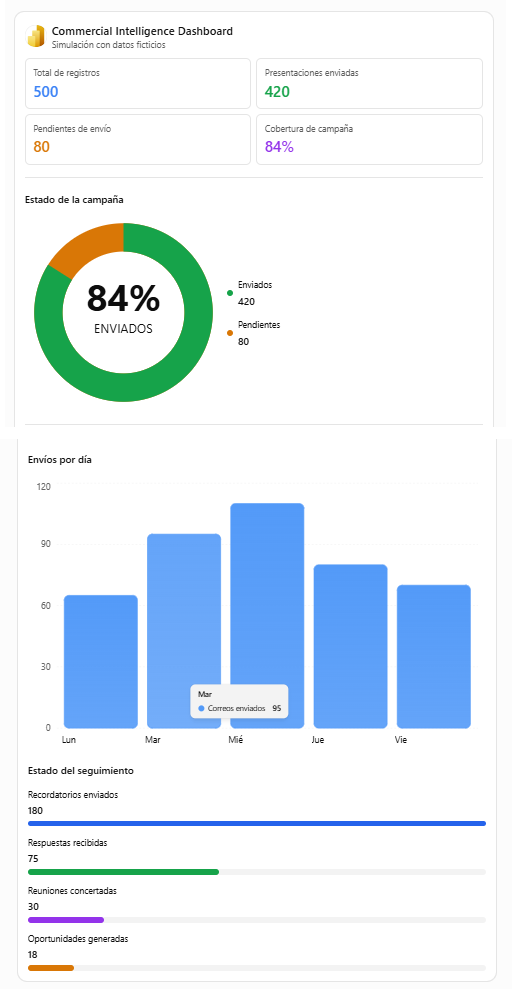 Commercial Intelligence Dashboard
Simulación con datos ficticios
Total de registros
500
Presentaciones enviadas
420
Pendientes de envío
80
Cobertura de campaña
84%
Estado de la campaña
84%
ENVIADOS
Enviados
420
Pendientes
80
Envíos por día
120
90
60
30
0
Mar
Correos enviados 95
Lun Mar Mié Jue Vie
Estado del seguimiento
Recordatorios enviados
180
Respuestas recibidas
75
Reuniones concertadas
30
Oportunidades generadas
18